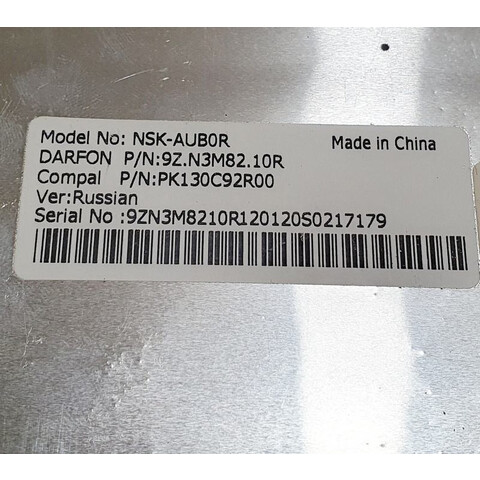 Model No: NSK-AUB0R Made in China
DARFON P/N:9Z.N3M82.10R
Compal P/N:PK130C92R00
Ver:Russian
Serial No :9ZN3M8210R120120S0217179